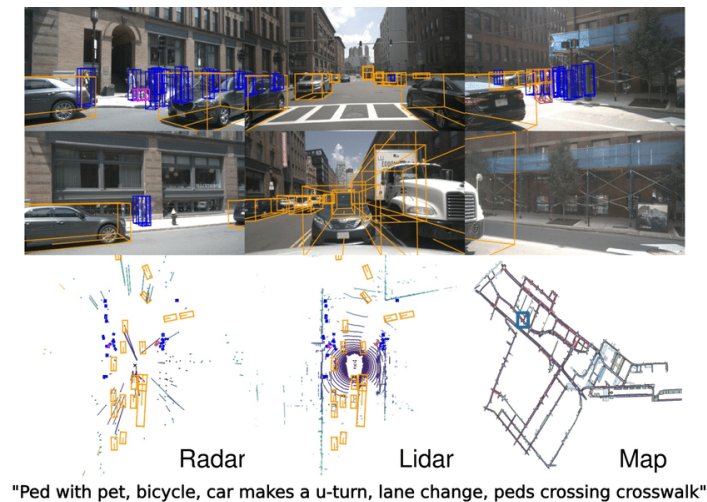 Radar
Lidar
Map
"Ped with pet, bicycle, car makes a u-turn, lane change, peds crossing crosswalk"